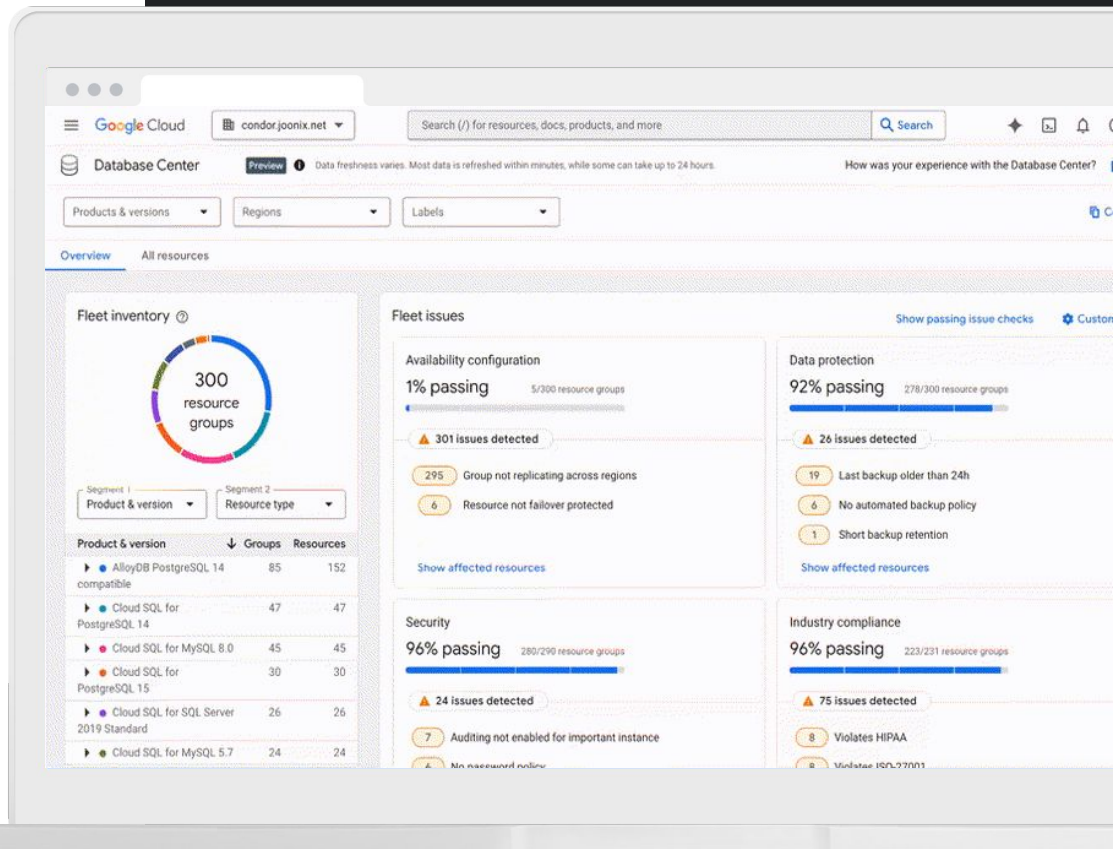 Google Cloud
condor.joonix.net
Search (/) for resources, docs, products, and more
Search
Database Center
Preview
Data freshness varies. Most data is refreshed within minutes, while some can take up to 24 hours.
How was your experience with the Database Center?
Products & versions
Regions
Labels
Overview
All resources
Fleet inventory
300
resource
groups
Segment 1
Product & version
Segment 2
Resource type
Product & version Groups Resources
AlloyDB PostgreSQL 14 85 152
compatible
Cloud SQL for 47 47
PostgreSQL 14
Cloud SQL for MySQL 8.0 45 45
Cloud SQL for 30 30
PostgreSQL 15
Cloud SQL for SQL Server 26 26
2019 Standard
Cloud SQL for MySQL 5.7 24 24
Fleet issues
Show passing issue checks
Custom
Availability configuration
1% passing 5/300 resource groups
301 issues detected
295 Group not replicating across regions
6 Resource not failover protected
Show affected resources
Data protection
92% passing 278/300 resource groups
26 issues detected
19 Last backup older than 24h
6 No automated backup policy
1 Short backup retention
Show affected resources
Security
96% passing 280/290 resource groups
24 issues detected
7 Auditing not enabled for important instance
6 No password policy
Industry compliance
96% passing 223/231 resource groups
75 issues detected
8 Violates HIPAA
8 Violates ISO-27001